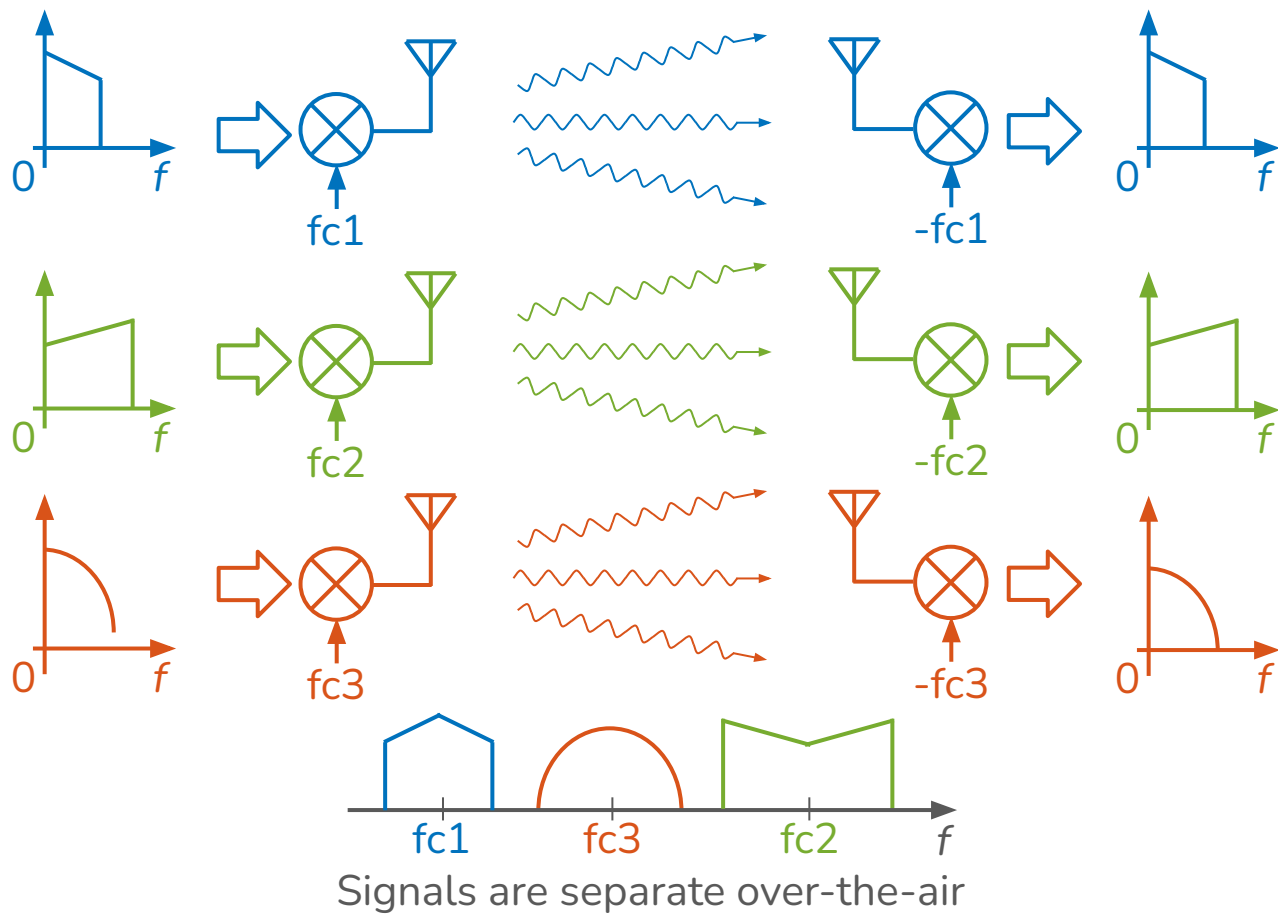 0 f fc1 -fc1 0 f
0 f fc2 -fc2 0 f
0 f fc3 -fc3 0 f
fc1 fc3 fc2 f
Signals are separate over-the-air